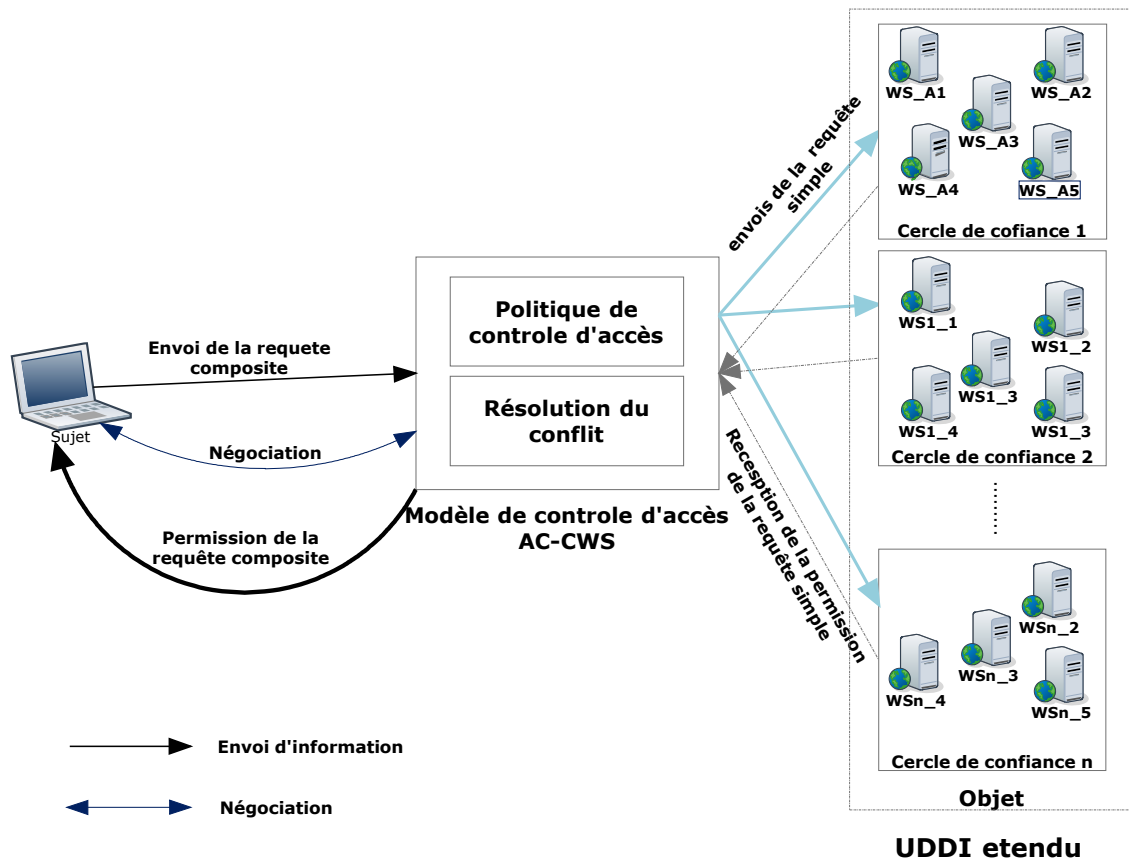 Sujet
Envoi de la requete
composite
Négociation
Permission de la
requête composite
Politique de
controle d'accès
Résolution du
conflit
Modèle de controle d'accès
AC-CWS
envois de la requête
simple
Recesption de la permission
de la requête simple
WS_A1
WS_A2
WS_A3
WS_A4
WS_A5
Cercle de cofiance 1
WS1_1
WS1_2
WS1_3
WS1_4
WS1_3
Cercle de confiance 2
WSn_2
WSn_3
WSn_4
WSn_5
Cercle de confiance n
Objet
UDDI etendu
Envoi d'information
Négociation